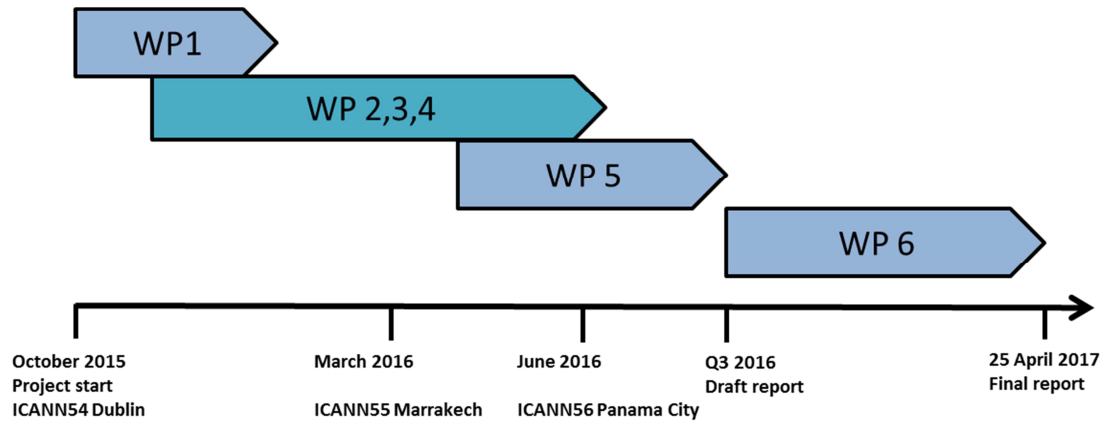 WP1
WP 2,3,4
WP 5
WP 6
October 2015
Project start
ICANN54 Dublin
March 2016
ICANN55 Marrakech
June 2016
ICANN56 Panama City
Q3 2016
Draft report
25 April 2017
Final report